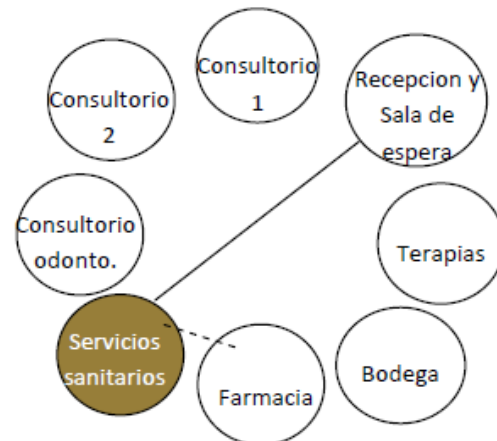 Consultorio
1
Recepcion y
Sala de
espera
Consultorio
2
Consultorio
odonto.
Terapias
Servicios
sanitarios
Farmacia
Bodega